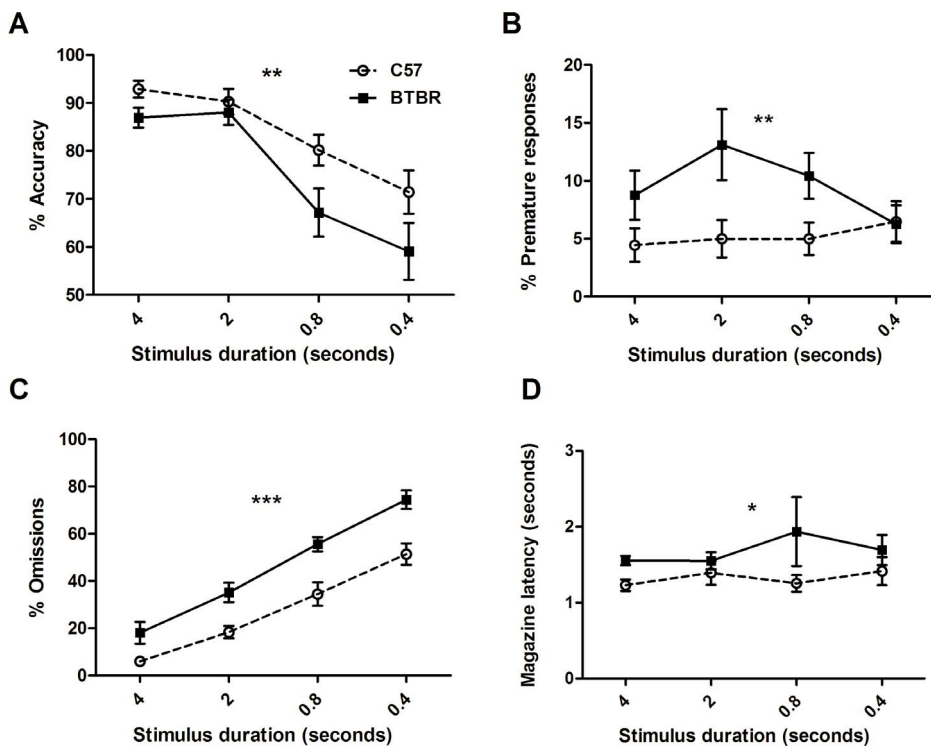 A
% Accuracy
100
90
80
70
60
50
**
C57
BTBR
4
2
0.8
0.4
Stimulus duration (seconds)
B
% Premature responses
20
15
10
5
0
**
4
2
0.8
0.4
Stimulus duration (seconds)
C
% Omissions
100
80
60
40
20
0
***
4
2
0.8
0.4
Stimulus duration (seconds)
D
Magazine latency (seconds)
3
2
1
0
*
4
2
0.8
0.4
Stimulus duration (seconds)